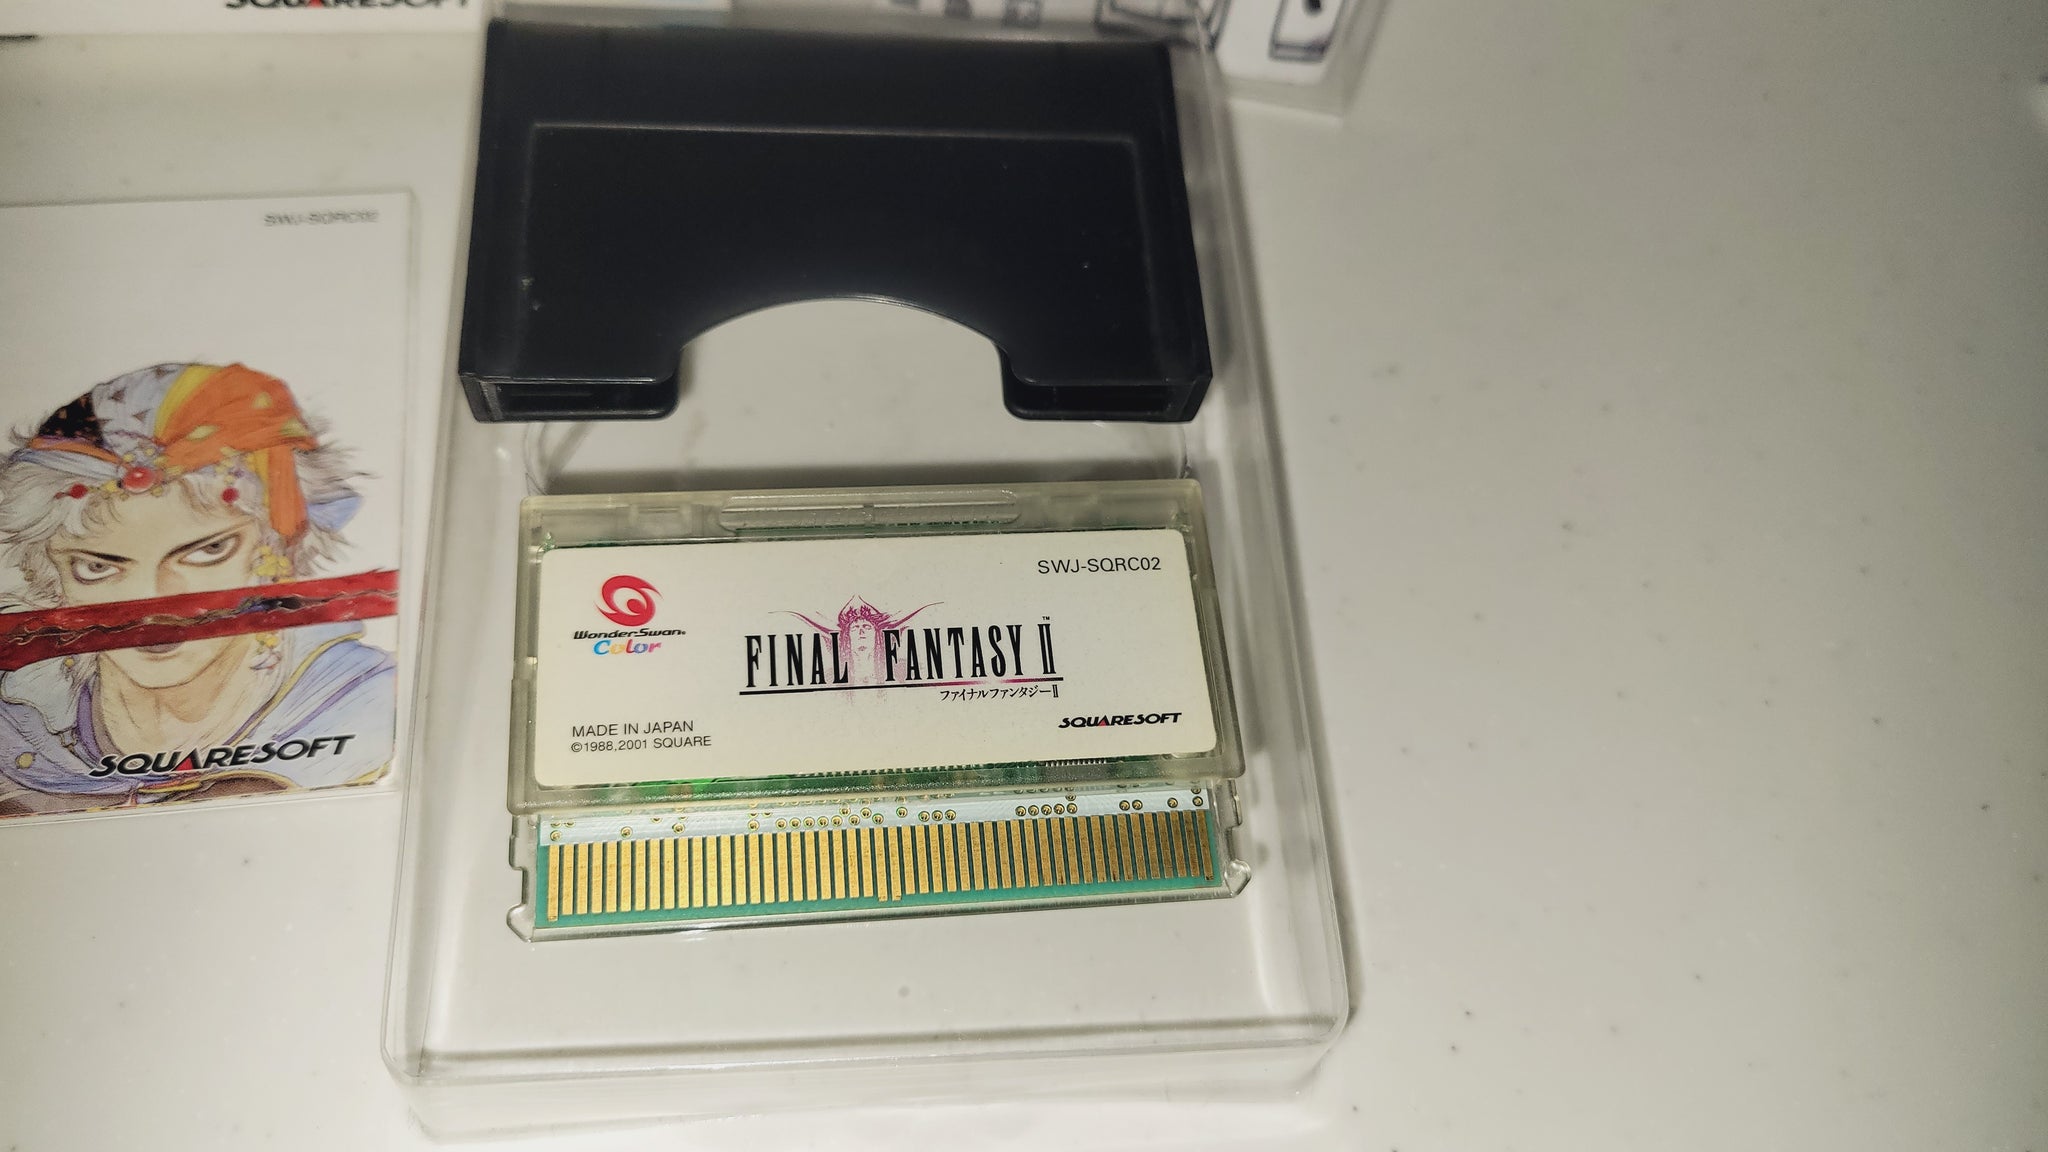 SQUARESOFT
SWJ-SQRC02
SQUARESOFT
SWJ-SQRC02
WonderSwan
Color
FINAL FANTASY II™
ファイナルファンタジーII
MADE IN JAPAN
©1988,2001 SQUARE
SQUARESOFT